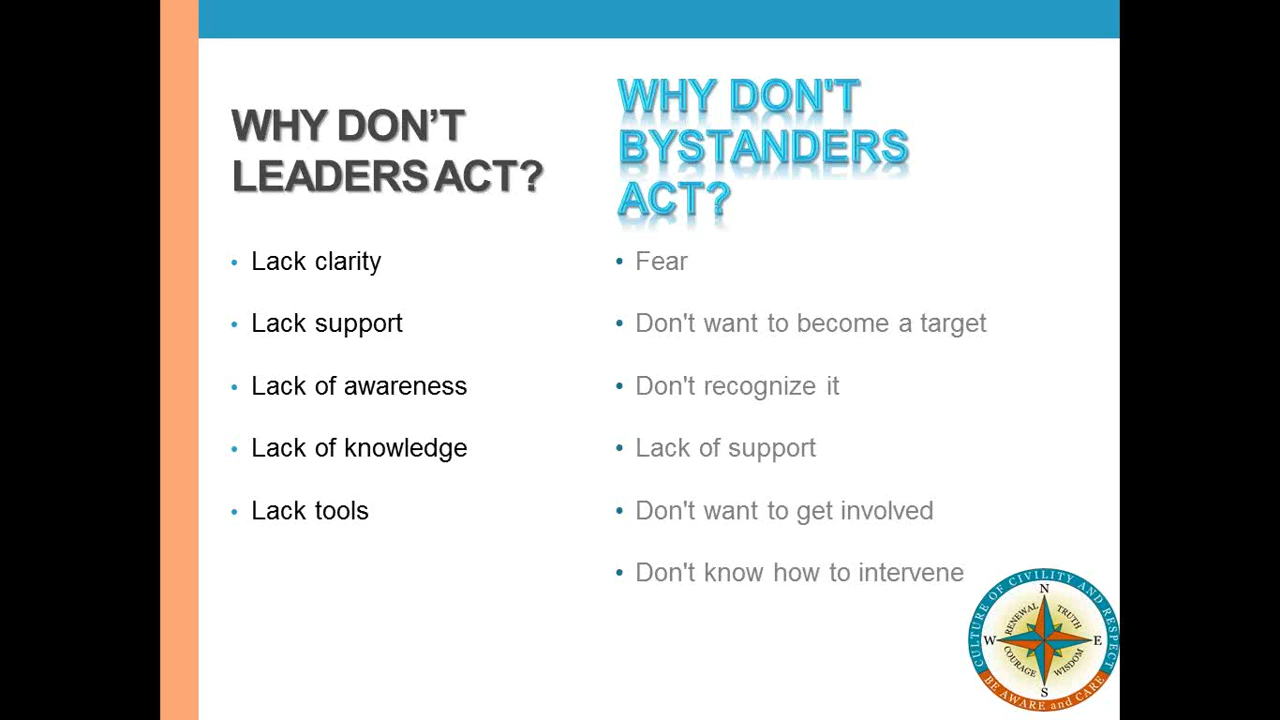 WHY DON’T
LEADERS ACT?
• Lack clarity
• Lack support
• Lack of awareness
• Lack of knowledge
• Lack tools
WHY DON'T
BYSTANDERS
ACT?
• Fear
• Don't want to become a target
• Don't recognize it
• Lack of support
• Don't want to get involved
• Don't know how to intervene
CULTURE OF CIVILITY AND RESPECT
N
RENEWAL
TRUTH
W
E
COURAGE
WISDOM
S
BE AWARE and CARE